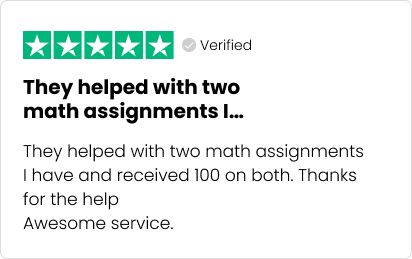 Verified
They helped with two
math assignments I...
They helped with two math assignments
I have and received 100 on both. Thanks
for the help
Awesome service.